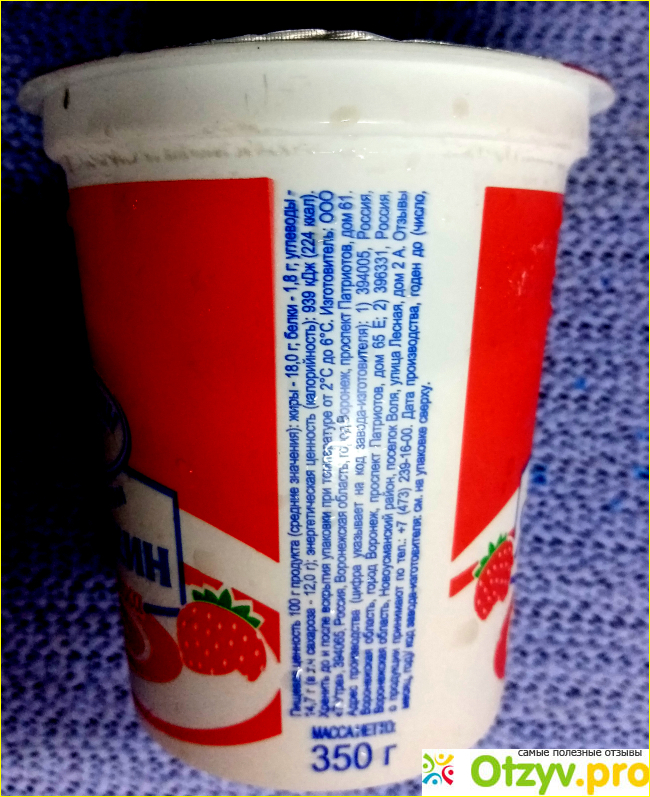 Пищевая ценность 100 г продукта (средние значения): жиры - 18,0 г, белки - 1,8 г, углеводы -
14,7 г (в т.ч сахароза - 12,0 г); энергетическая ценность (калорийность): 939 кДж (224 ккал).
Хранить до и после вскрытия упаковки при температуре от 2°С до 6°С. Изготовитель: ООО
394065, Россия, Воронежская область, город Воронеж, проспект Патриотов, дом 61.
Адрес производства (цифра указывает на код завода-изготовителя): 1) 394005, Россия,
Воронежская область, город Воронеж, проспект Патриотов, дом 65 Е; 2) 396331, Россия,
Воронежская область, Новоусманский район, поселок Воля, улица Лесная, дом 2 А. Отзывы
о продукции принимают по тел.: +7 (473) 239-16-00. Дата производства, годен до (число,
месяц, год) и код завода-изготовителя: см. на упаковке сверху.
МАССА НЕТТО:
350 г
самые полезные отзывы
Otzyv.pro